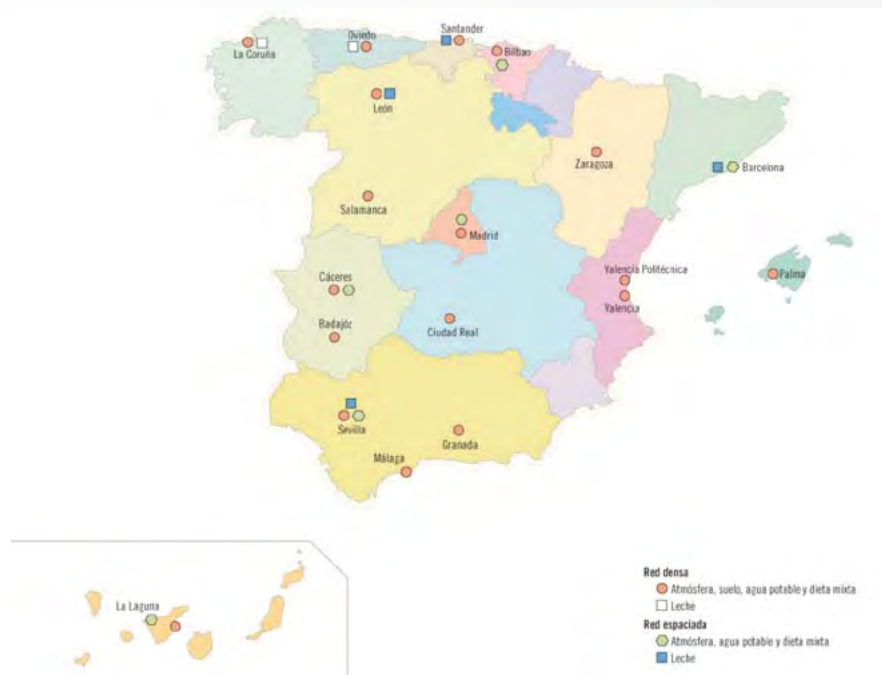 Santander
Oviedo
La Coruña
Bilbao
León
Zaragoza
Barcelona
Salamanca
Madrid
Cáceres
Valencia Politécnica
Palma
Valencia
Badajóz
Ciudad Real
Sevilla
Granada
Málaga
La Laguna
Red densa
Atmósfera, suelo, agua potable y dieta mixta
Leche
Red espaciada
Atmósfera, agua potable y dieta mixta
Leche